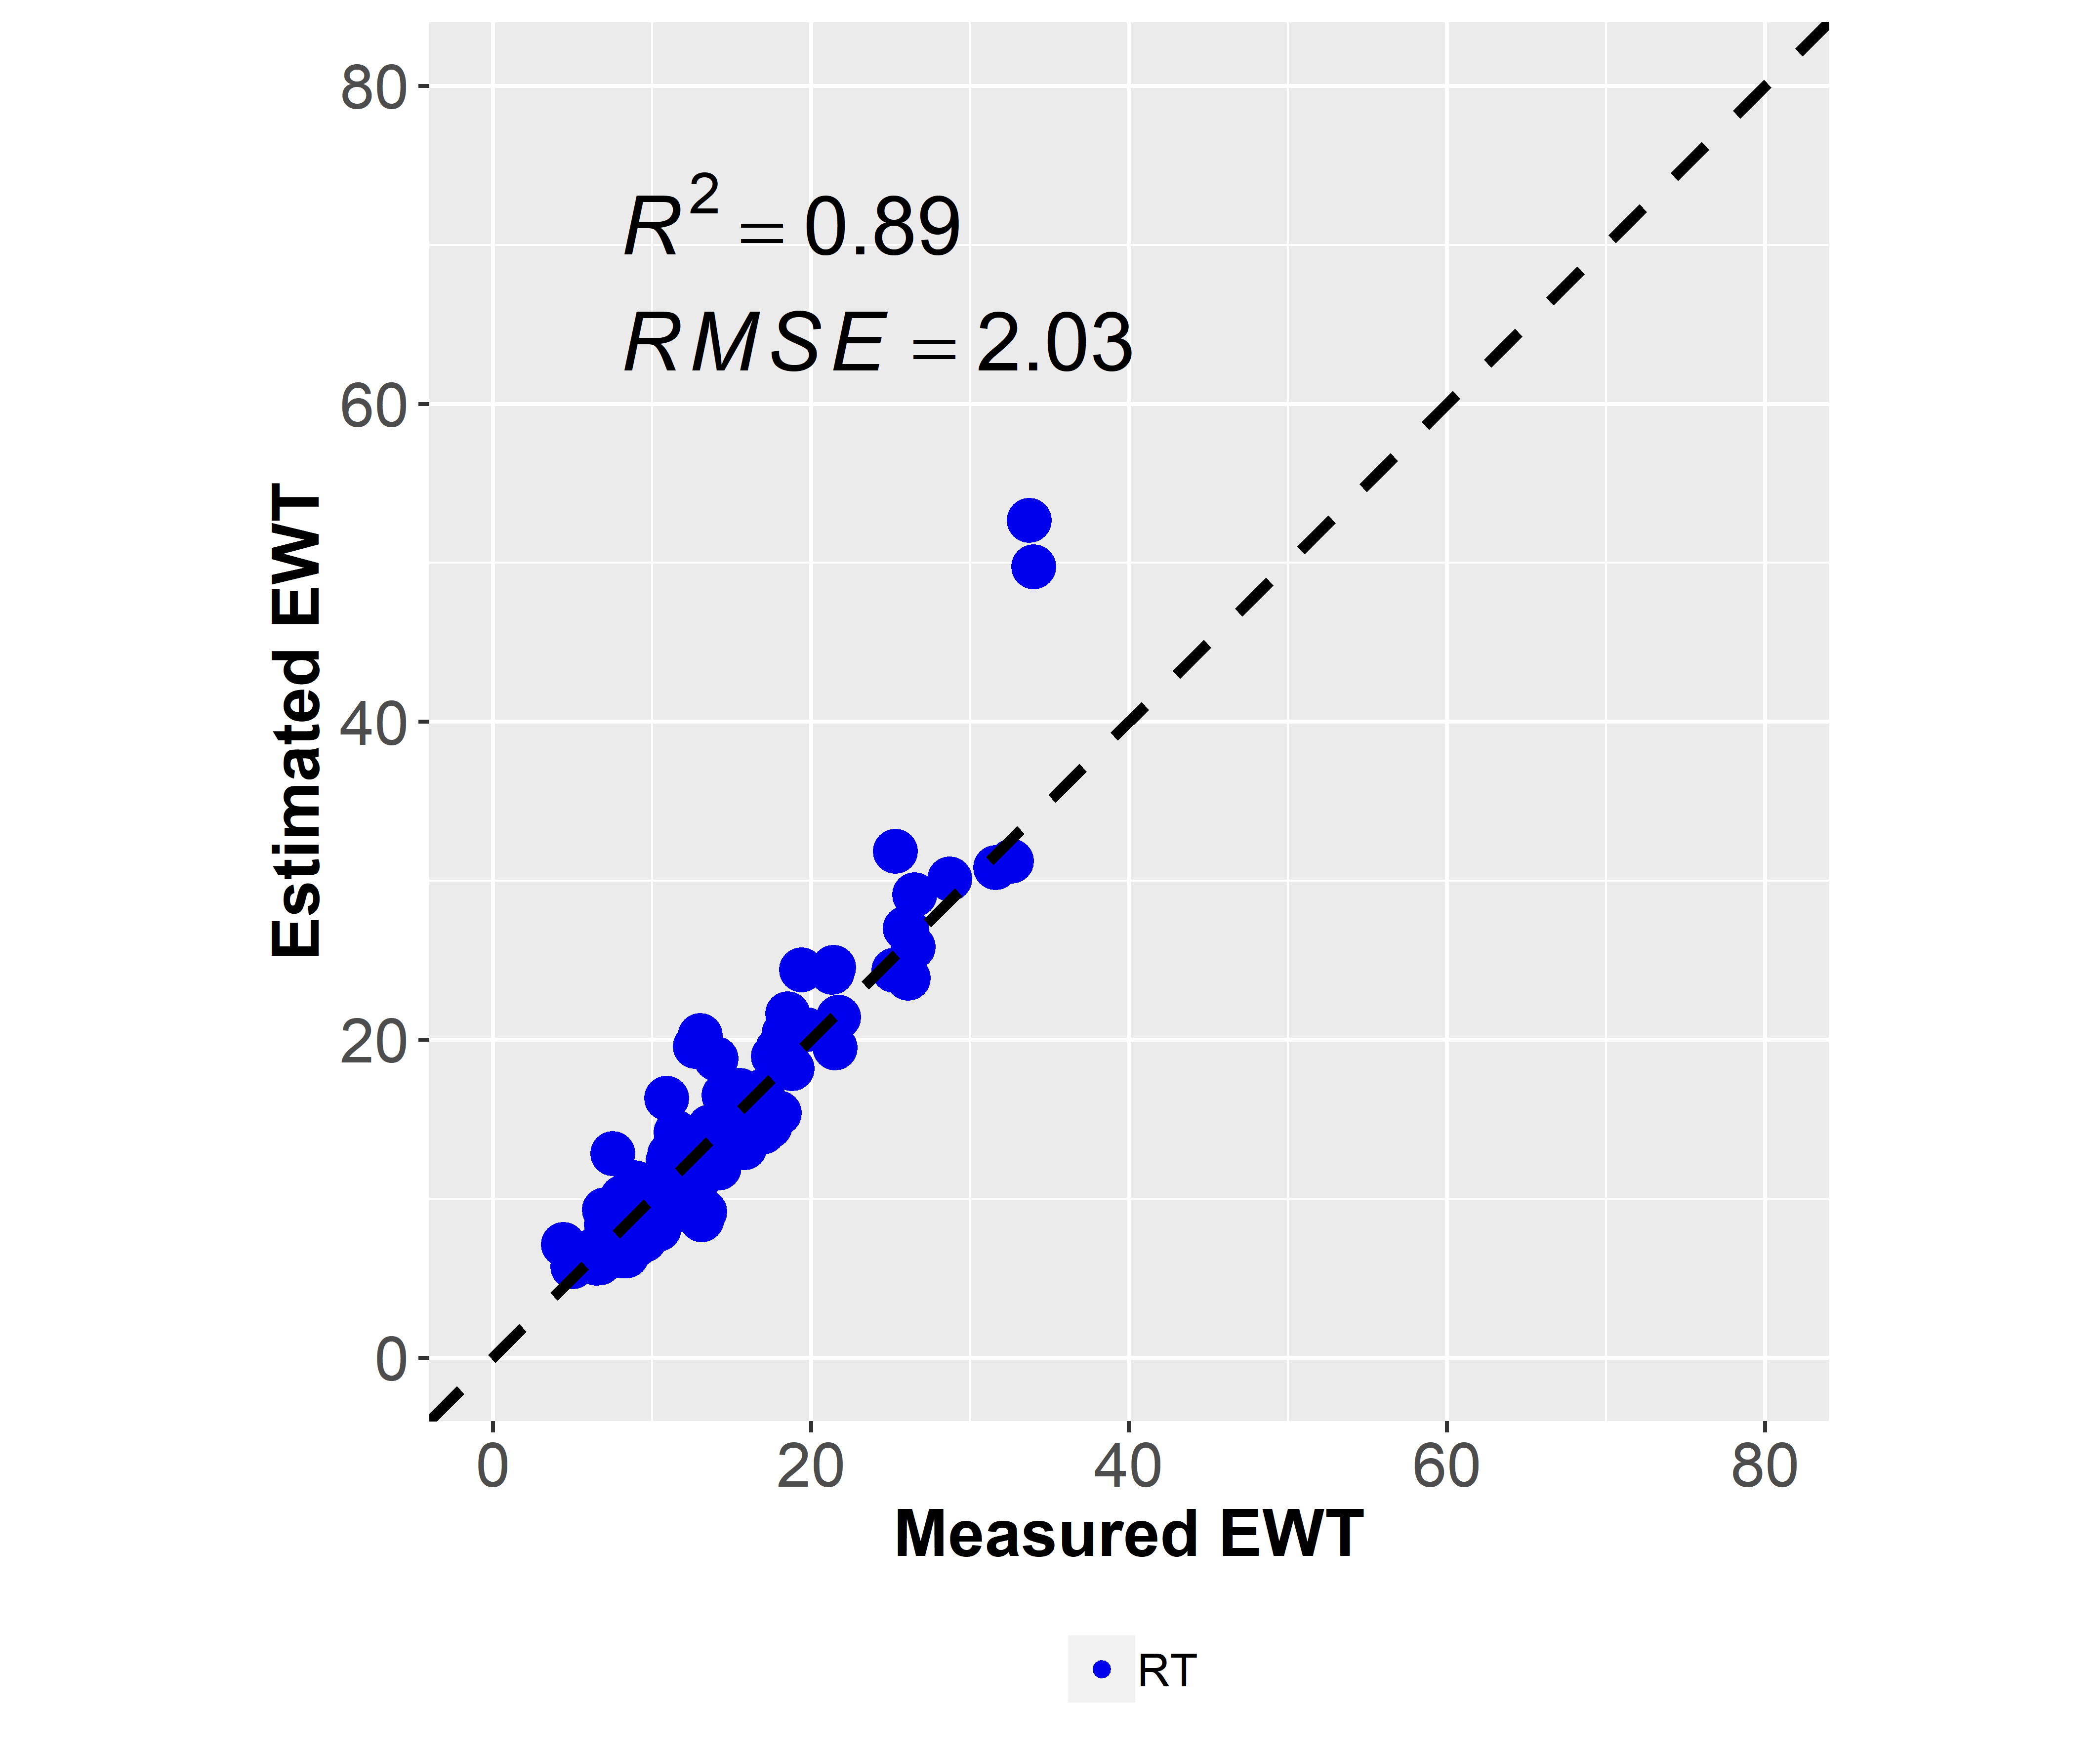 80
60
40
20
0
Estimated EWT
R² = 0.89
RMSE = 2.03
0 20 40 60 80
Measured EWT
RT